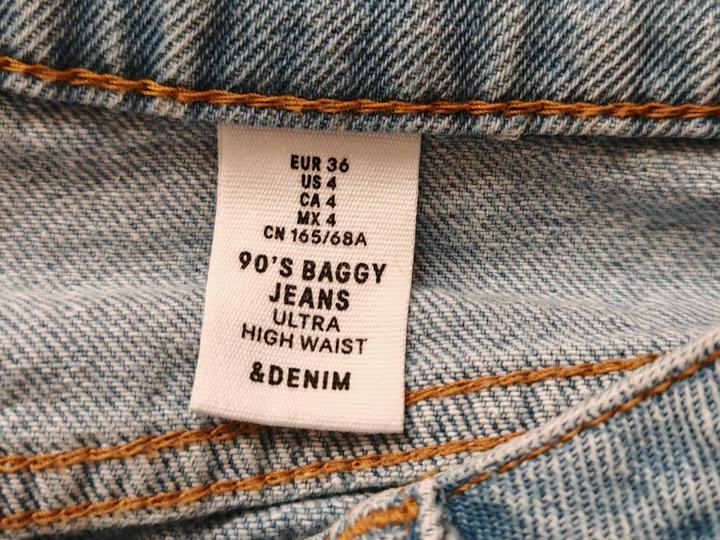 EUR 36
US 4
CA 4
MX 4
CN 165/68A
90'S BAGGY
JEANS
ULTRA
HIGH WAIST
&DENIM